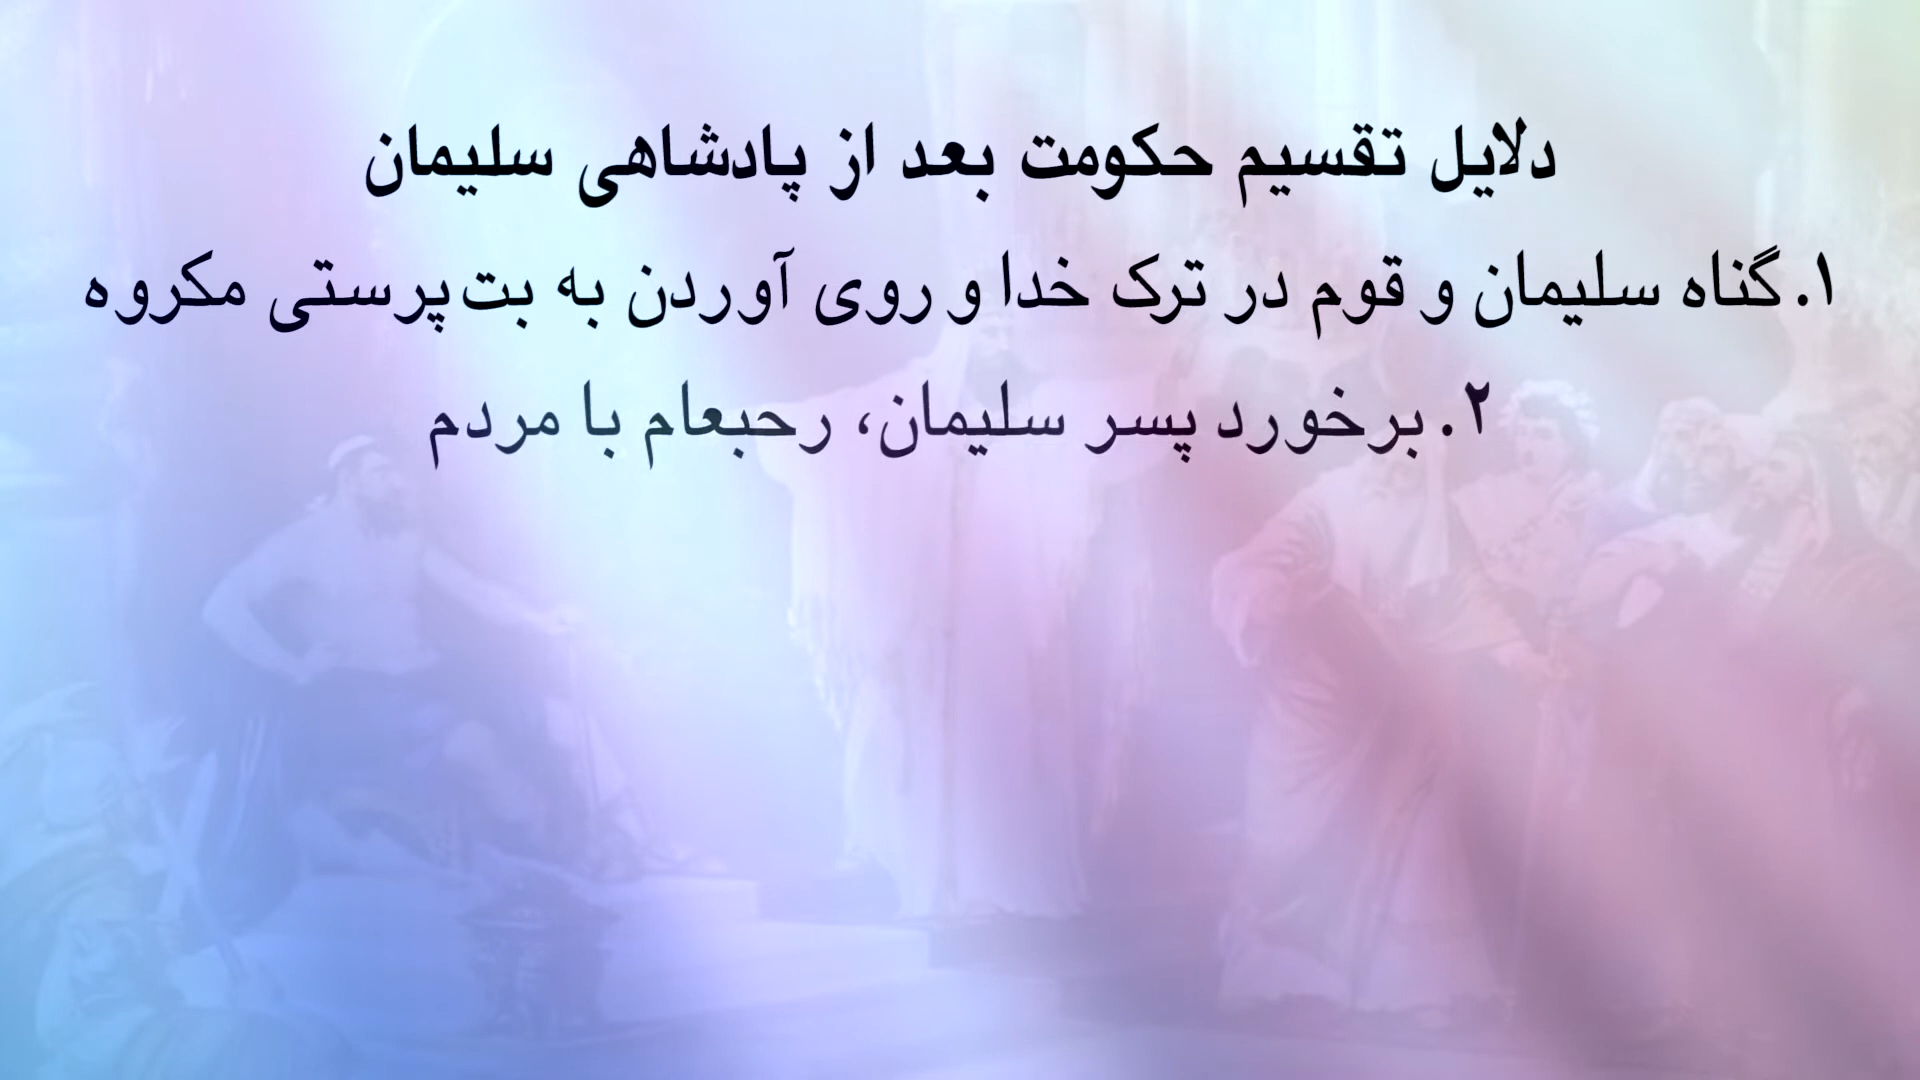 دلایل تقسیم حکومت بعد از پادشاهی سلیمان
۱. گناه سلیمان و قوم در ترک خدا و روی آوردن به بت‌پرستی مکروه
۲. برخورد پسر سلیمان، رحبعام با مردم